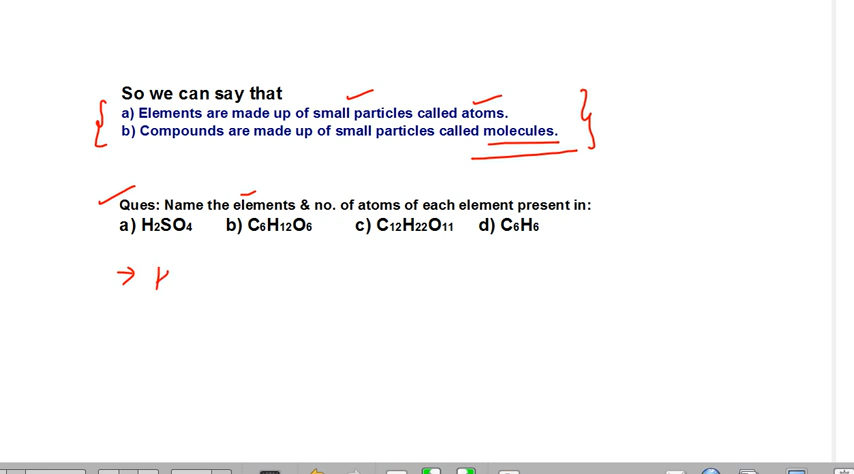 So we can say that
a) Elements are made up of small particles called atoms.
b) Compounds are made up of small particles called molecules.
Ques: Name the elements & no. of atoms of each element present in:
a) H2SO4 b) C6H12O6 c) C12H22O11 d) C6H6
→